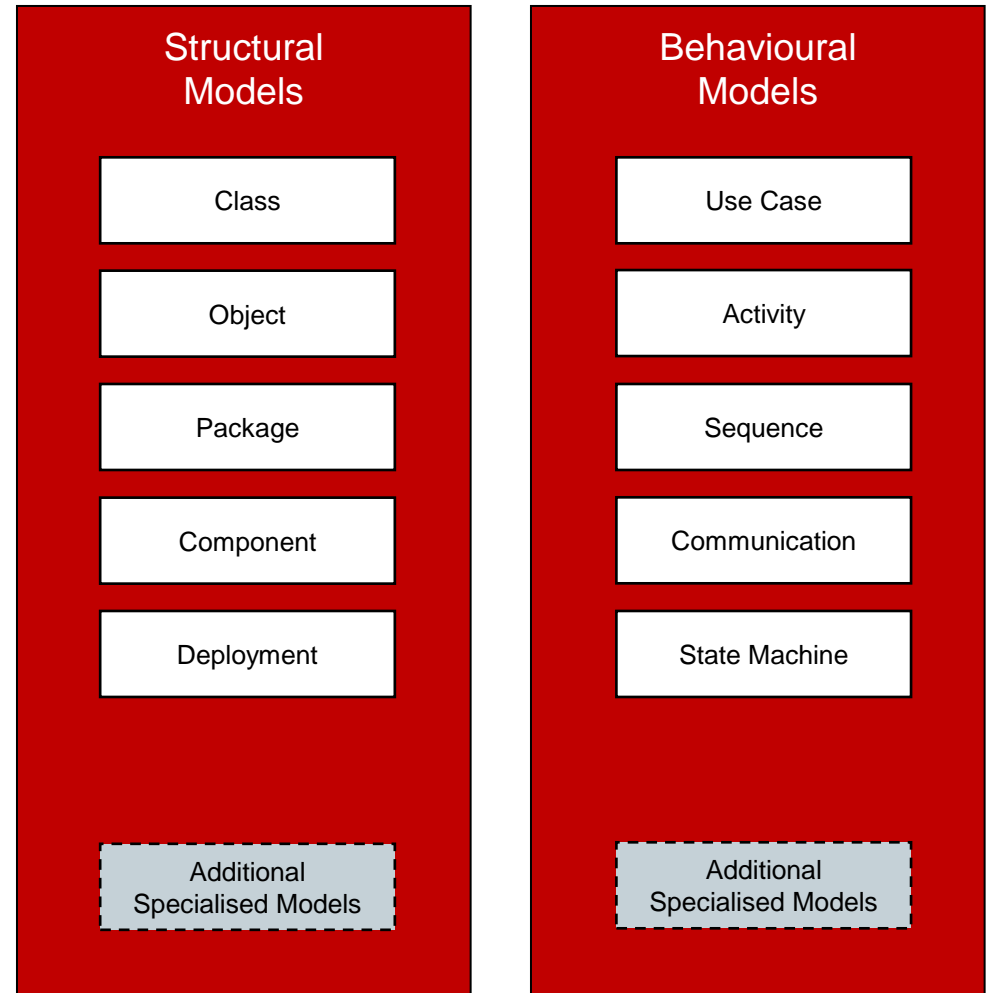 Structural
Models
Class
Object
Package
Component
Deployment
Additional
Specialised Models
Behavioural
Models
Use Case
Activity
Sequence
Communication
State Machine
Additional
Specialised Models